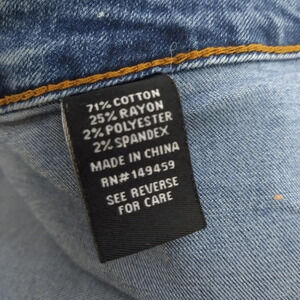 71% COTTON
25% RAYON
2% POLYESTER
2% SPANDEX
MADE IN CHINA
RN#149459
SEE REVERSE
FOR CARE